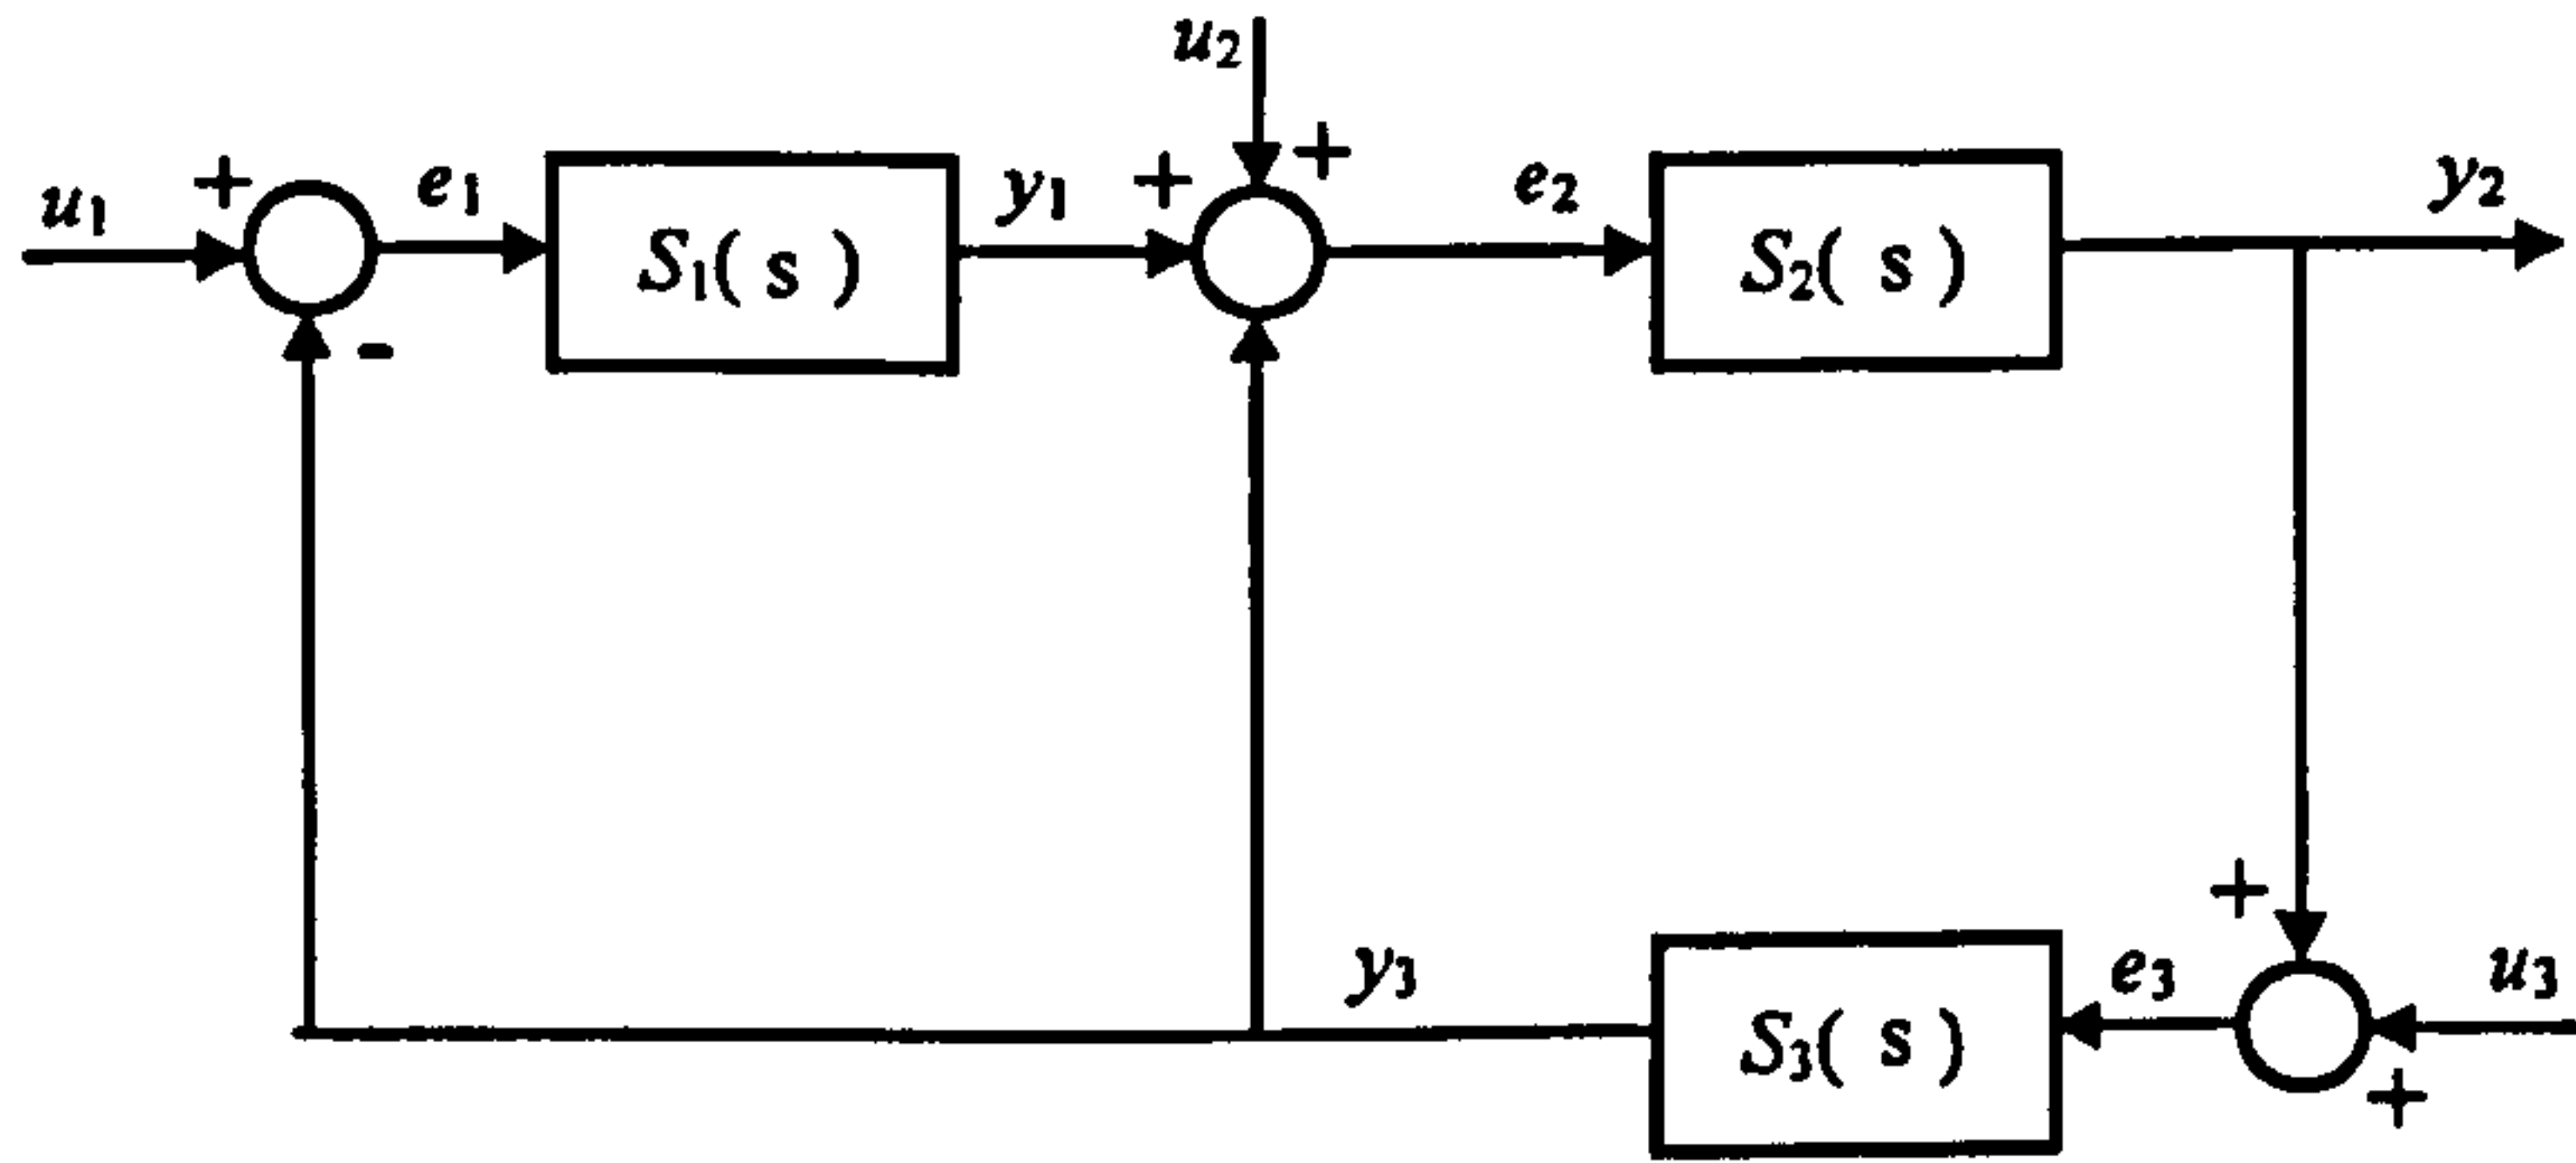 u₂
u₁ + e₁ S₁( s ) y₁ + + e₂ S₂( s ) y₂
-
+
y₃ S₃( s ) e₃ u₃
+